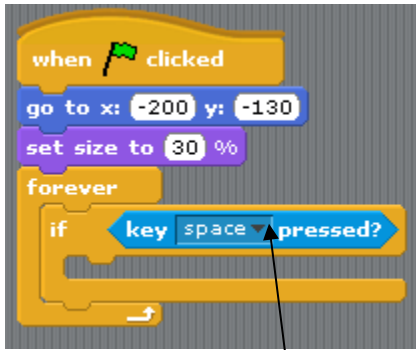 when clicked
go to x: -200 y: -130
set size to 30 %
forever
if key space pressed?